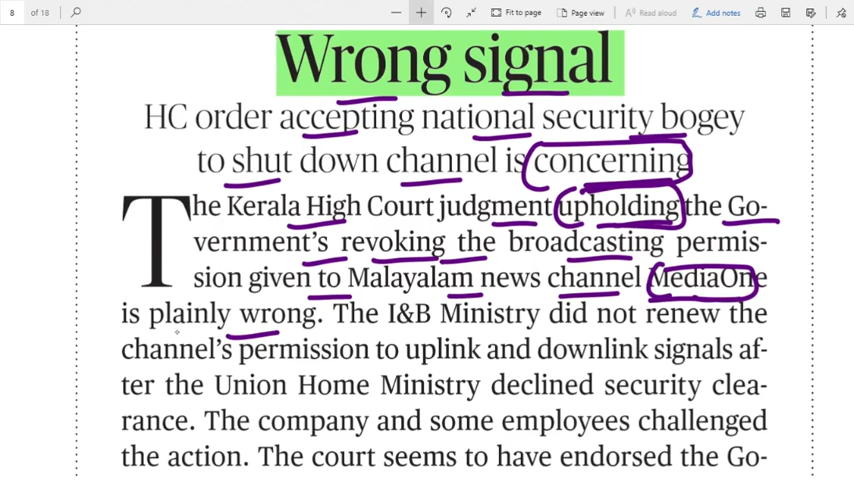 8 of 18 Fit to page Page view Read aloud Add notes
Wrong signal
HC order accepting national security bogey
to shut down channel is concerning
The Kerala High Court judgment upholding the Go-
vernment's revoking the broadcasting permis-
sion given to Malayalam news channel MediaOne
is plainly wrong. The I&B Ministry did not renew the
channel's permission to uplink and downlink signals af-
ter the Union Home Ministry declined security clea-
rance. The company and some employees challenged
the action. The court seems to have endorsed the Go-